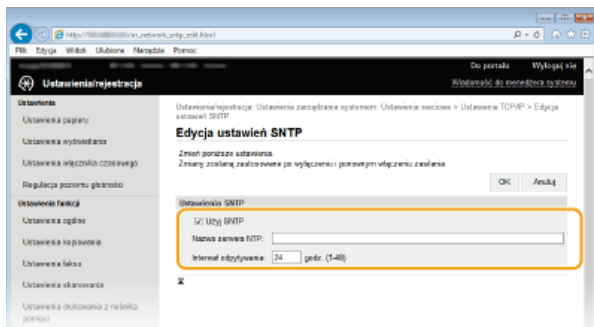 http://
/m_network_sntp_edit.html
Plik Edycja Widok Ulubione Narzędzia Pomoc
Do portalu Wyloguj się
Ustawienia/rejestracja
Wiadomość do menedżera systemu
Ustawienia
Ustawienia papieru
Ustawienia wyświetlania
Ustawienia włącznika czasowego
Regulacja poziomu głośności
Ustawienia funkcji
Ustawienia ogólne
Ustawienia kopiowania
Ustawienia faksu
Ustawienia skanowania
Ustawienia drukowania z nośnika
pamięci
Ustawienia/rejestracja: Ustawienia zarządzania systemem: Ustawienia sieciowe > Ustawienia TCP/IP > Edycja
ustawień SNTP
Edycja ustawień SNTP
Zmień poniższe ustawienia.
Zmiany zostaną zastosowane po wyłączeniu i ponownym włączeniu zasilania.
OK Anuluj
Ustawienia SNTP
Użyj SNTP
Nazwa serwera NTP:
Interwał odpytywania: 24 godz. (1-48)